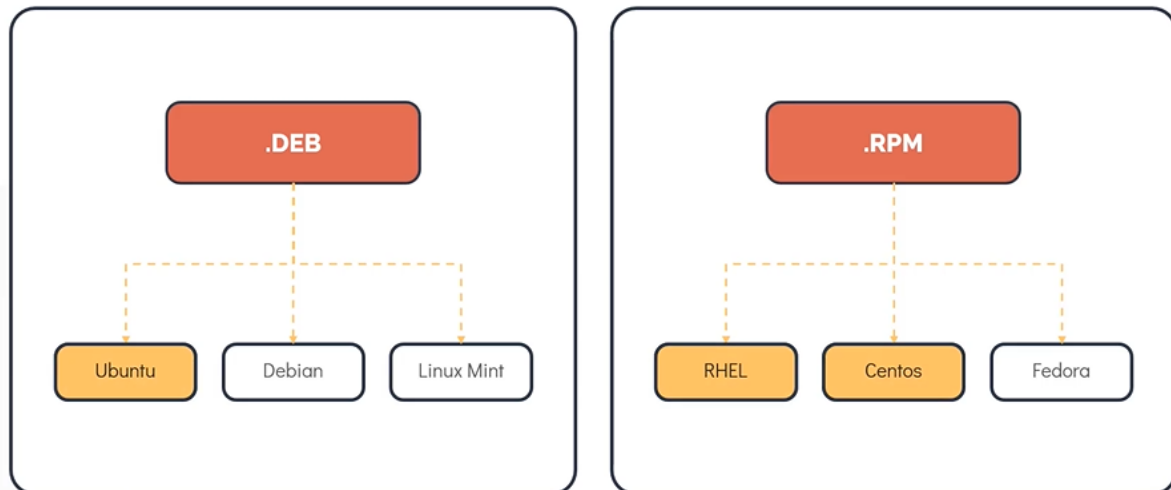 .DEB
Ubuntu
Debian
Linux Mint
.RPM
RHEL
Centos
Fedora